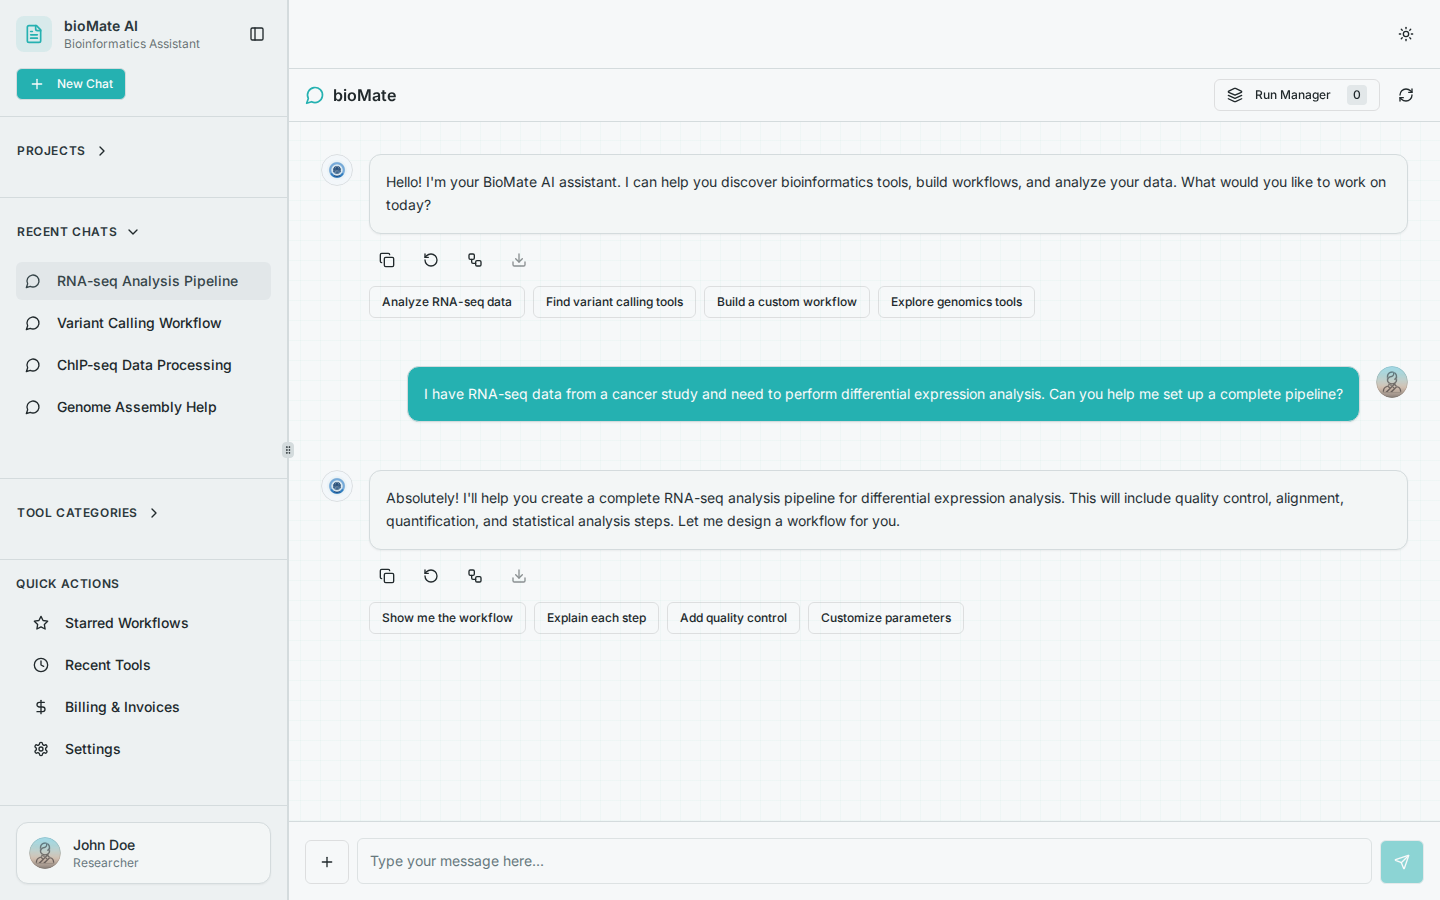 bioMate AI
Bioinformatics Assistant
New Chat
PROJECTS
RECENT CHATS
RNA-seq Analysis Pipeline
Variant Calling Workflow
ChIP-seq Data Processing
Genome Assembly Help
TOOL CATEGORIES
QUICK ACTIONS
Starred Workflows
Recent Tools
Billing & Invoices
Settings
John Doe
Researcher
bioMate
Run Manager 0
Hello! I'm your BioMate AI assistant. I can help you discover bioinformatics tools, build workflows, and analyze your data. What would you like to work on
today?
Analyze RNA-seq data
Find variant calling tools
Build a custom workflow
Explore genomics tools
I have RNA-seq data from a cancer study and need to perform differential expression analysis. Can you help me set up a complete pipeline?
Absolutely! I'll help you create a complete RNA-seq analysis pipeline for differential expression analysis. This will include quality control, alignment,
quantification, and statistical analysis steps. Let me design a workflow for you.
Show me the workflow
Explain each step
Add quality control
Customize parameters
Type your message here...